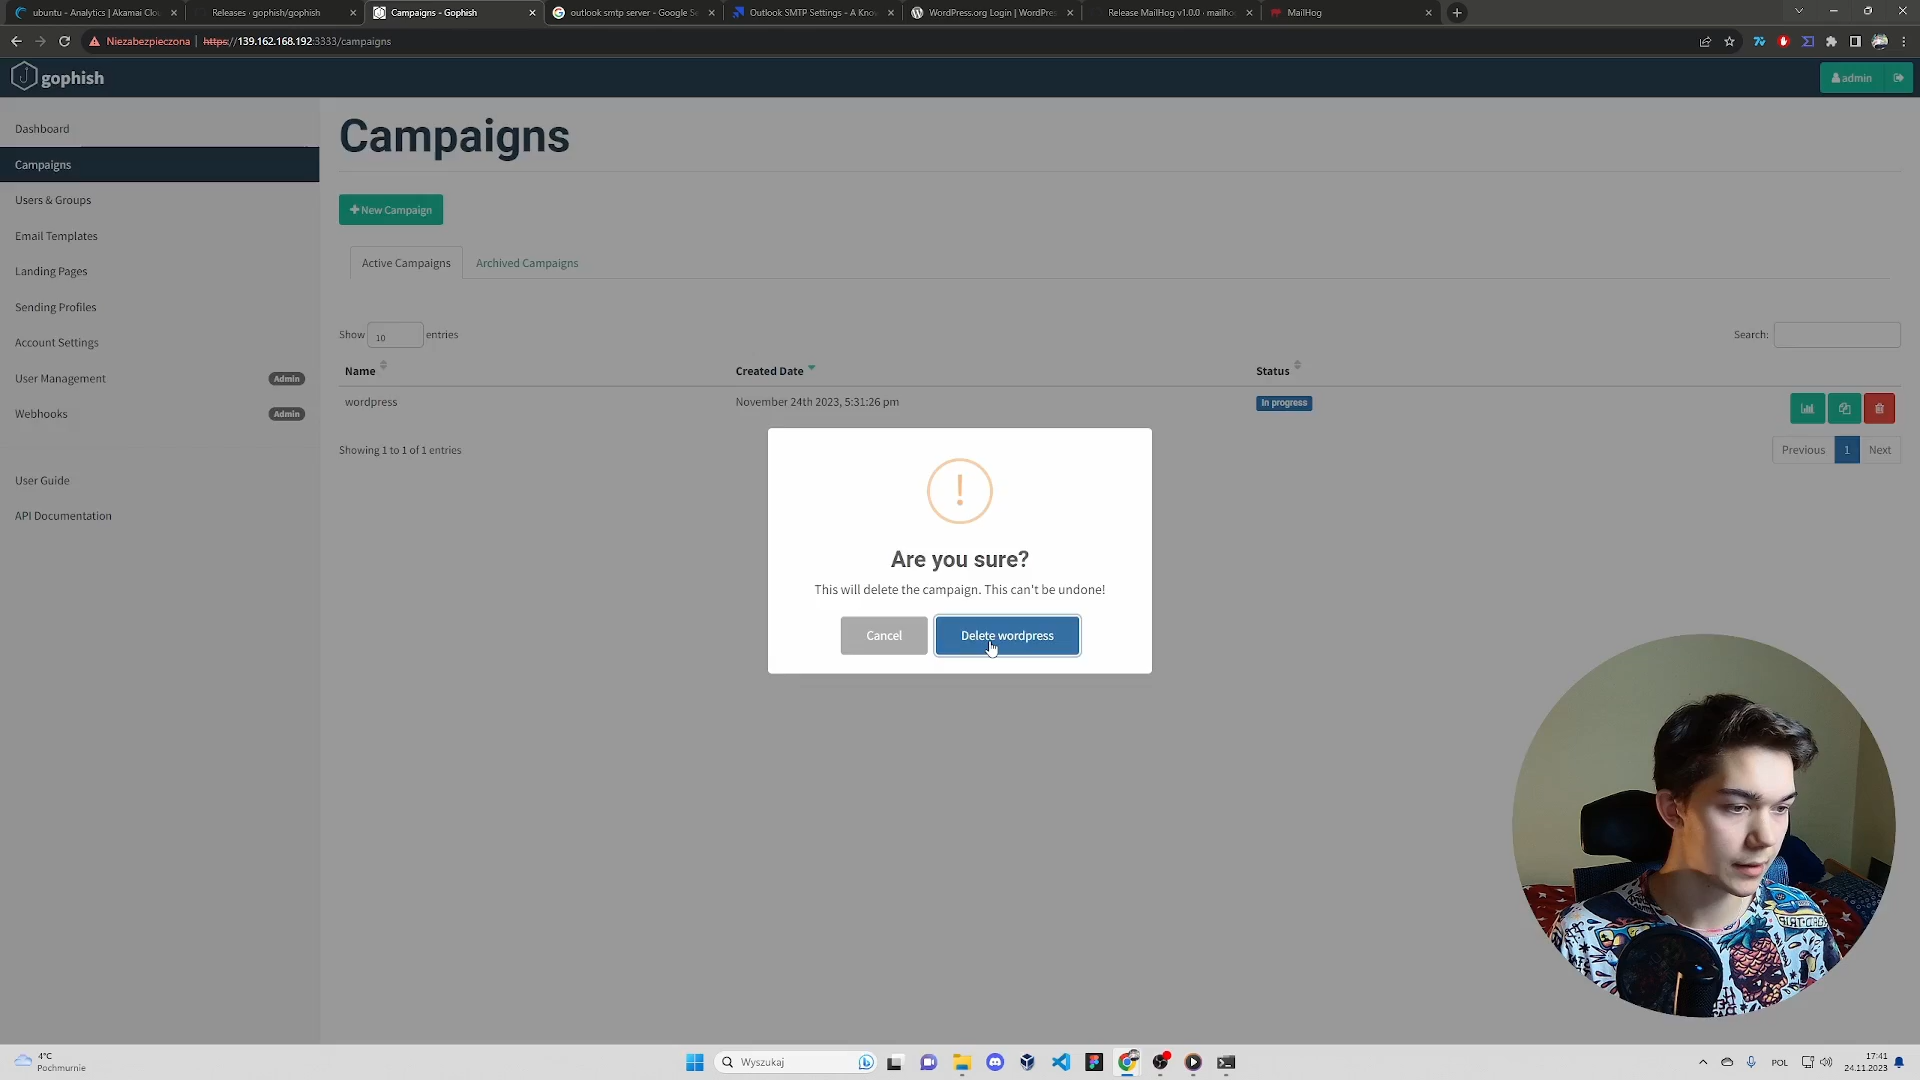 ubuntu - Analytics | Akamai Clo
Releases · gophish/gophish
Campaigns - Gophish
outlook smtp server - Google Se
Outlook SMTP Settings - A Know
WordPress.org Login | WordPres
Release MailHog v1.0.0 · mailho
MailHog
Niezabezpieczona
https://139.162.168.192:3333/campaigns
gophish
admin
Dashboard
Campaigns
Users & Groups
Email Templates
Landing Pages
Sending Profiles
Account Settings
User Management Admin
Webhooks Admin
User Guide
API Documentation
Campaigns
New Campaign
Active Campaigns
Archived Campaigns
Show 10 entries
Search:
Name Created Date Status
wordpress November 24th 2023, 5:31:26 pm In progress
Showing 1 to 1 of 1 entries
Previous 1 Next
!
Are you sure?
This will delete the campaign. This can't be undone!
Cancel
Delete wordpress
4°C
Pochmurnie
Wyszukaj
POL
17:41
24.11.2023